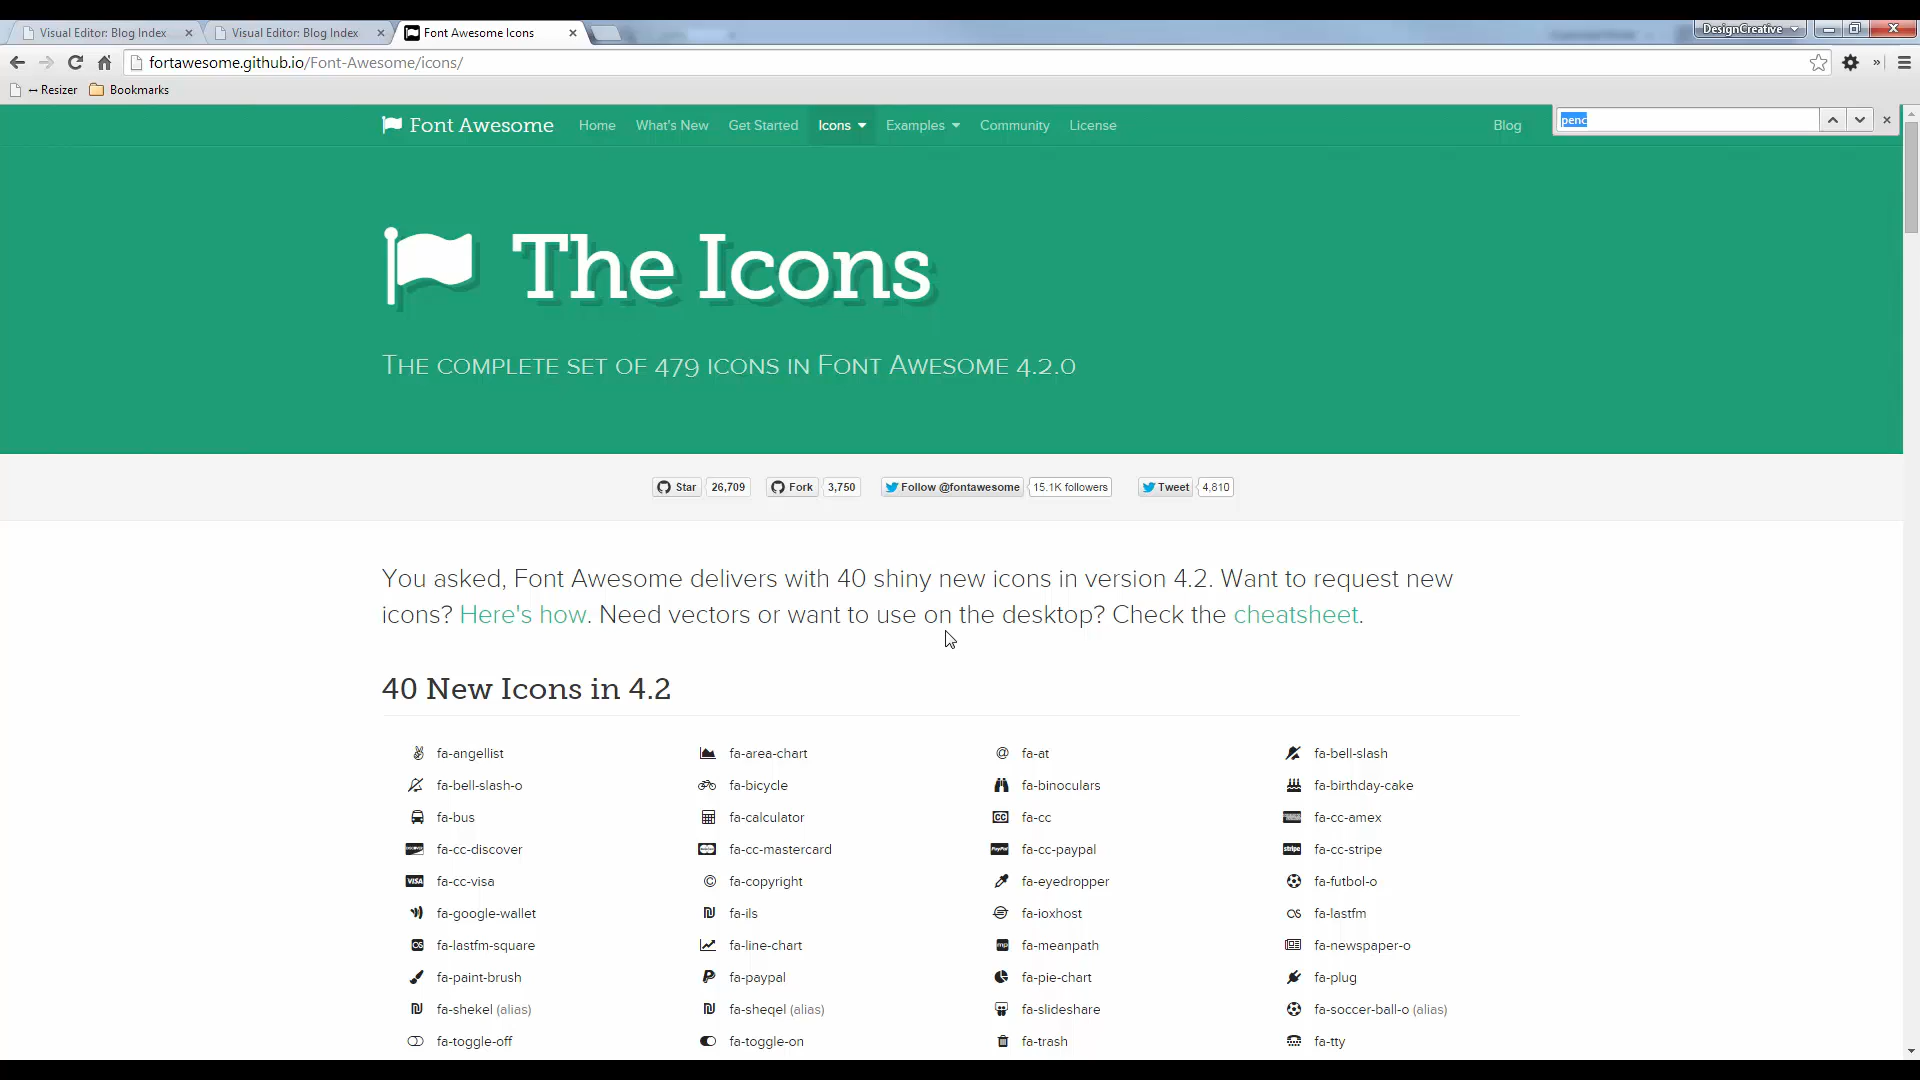 Visual Editor: Blog Index
Visual Editor: Blog Index
Font Awesome Icons
DesignCreative
fortawesome.github.io/Font-Awesome/icons/
Resizer
Bookmarks
Font Awesome
Home
What's New
Get Started
Icons
Examples
Community
License
Blog
penc
The Icons
The complete set of 479 icons in Font Awesome 4.2.0
Star
26,709
Fork
3,750
Follow @fontawesome
15.1K followers
Tweet
4,810
You asked, Font Awesome delivers with 40 shiny new icons in version 4.2. Want to request new
icons? Here's how. Need vectors or want to use on the desktop? Check the cheatsheet.
40 New Icons in 4.2
fa-angellist
fa-area-chart
@ fa-at
fa-bell-slash
fa-bell-slash-o
fa-bicycle
fa-binoculars
fa-birthday-cake
fa-bus
fa-calculator
CC fa-cc
fa-cc-amex
fa-cc-discover
fa-cc-mastercard
PayPal fa-cc-paypal
stripe fa-cc-stripe
VISA fa-cc-visa
© fa-copyright
fa-eyedropper
fa-futbol-o
fa-google-wallet
₪ fa-ils
fa-ioxhost
fa-lastfm
fa-lastfm-square
fa-line-chart
mp fa-meanpath
fa-newspaper-o
fa-paint-brush
fa-paypal
fa-pie-chart
fa-plug
₪ fa-shekel (alias)
₪ fa-sheqel (alias)
fa-slideshare
fa-soccer-ball-o (alias)
fa-toggle-off
fa-toggle-on
fa-trash
fa-tty